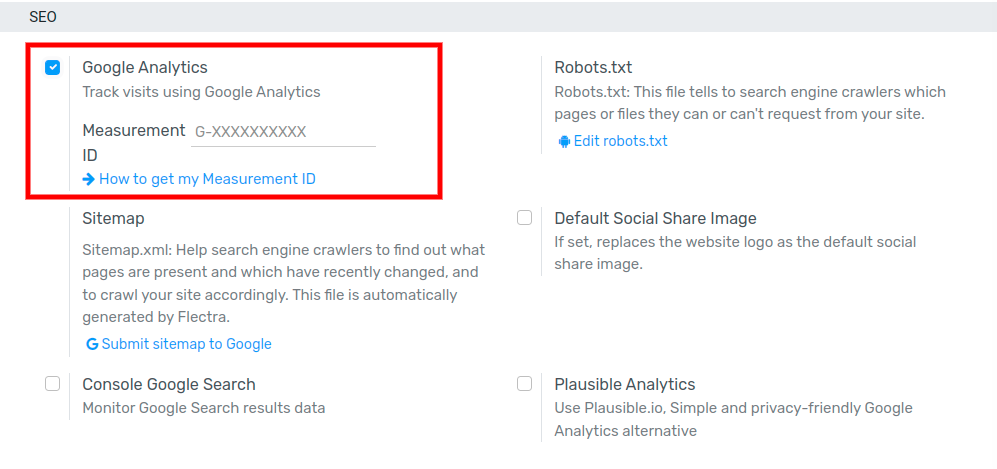 SEO
Google Analytics
Track visits using Google Analytics
Measurement G-XXXXXXXXXX
ID
How to get my Measurement ID
Robots.txt
Robots.txt: This file tells to search engine crawlers which
pages or files they can or can't request from your site.
Edit robots.txt
Sitemap
Sitemap.xml: Help search engine crawlers to find out what
pages are present and which have recently changed, and
to crawl your site accordingly. This file is automatically
generated by Flectra.
Submit sitemap to Google
Default Social Share Image
If set, replaces the website logo as the default social
share image.
Console Google Search
Monitor Google Search results data
Plausible Analytics
Use Plausible.io, Simple and privacy-friendly Google
Analytics alternative